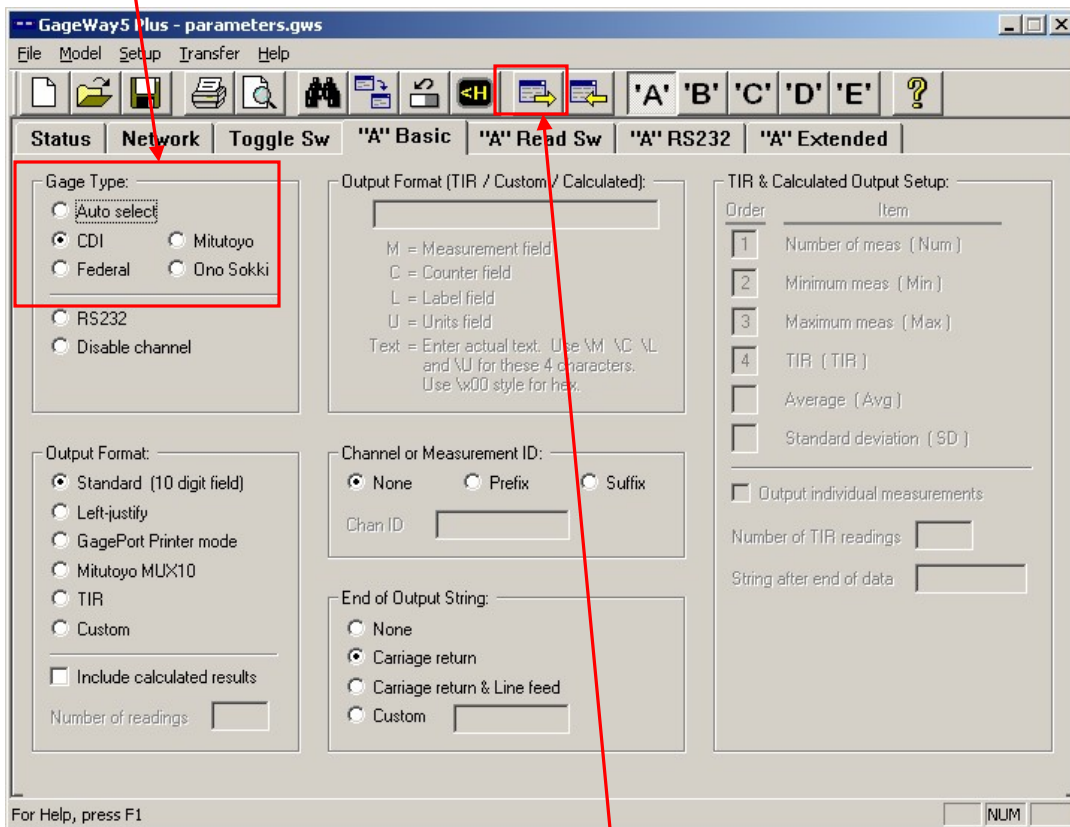 GageWay5 Plus - parameters.gws
File Model Setup Transfer Help
<H 'A' 'B' 'C' 'D' 'E' ?
Status Network Toggle Sw "A" Basic "A" Read Sw "A" RS232 "A" Extended
Gage Type:
Auto select
CDI Mitutoyo
Federal Ono Sokki
RS232
Disable channel
Output Format (TIR / Custom / Calculated):
M = Measurement field
C = Counter field
L = Label field
U = Units field
Text = Enter actual text. Use \M \C \L
and \U for these 4 characters.
Use \x00 style for hex.
TIR & Calculated Output Setup:
Order Item
1 Number of meas ( Num )
2 Minimum meas ( Min )
3 Maximum meas ( Max )
4 TIR ( TIR )
Average ( Avg )
Standard deviation ( SD )
Output individual measurements
Number of TIR readings
String after end of data
Output Format:
Standard (10 digit field)
Left-justify
GagePort Printer mode
Mitutoyo MUX10
TIR
Custom
Include calculated results
Number of readings
Channel or Measurement ID:
None Prefix Suffix
Chan ID
End of Output String:
None
Carriage return
Carriage return & Line feed
Custom
For Help, press F1 NUM